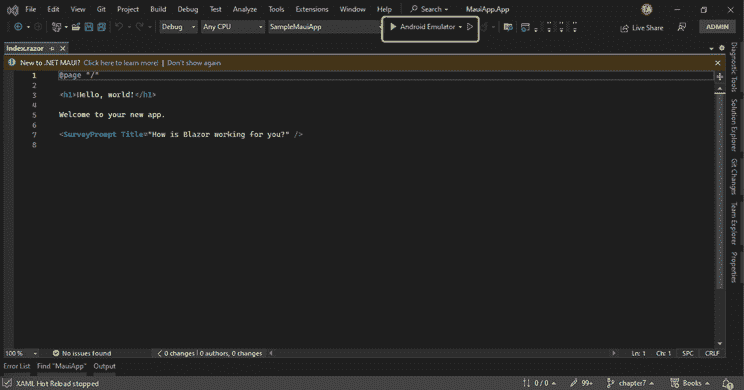 File Edit View Git Project Build Debug Test Analyze Tools Extensions Window Help Search MauiApp.App TA
Debug Any CPU SampleMauiApp Android Emulator Live Share ADMIN
Index.razor
New to .NET MAUI? Click here to learn more! | Don't show again
1 @page "/"
2
3 <h1>Hello, world!</h1>
4
5 Welcome to your new app.
6
7 <SurveyPrompt Title="How is Blazor working for you?" />
8
Diagnostic Tools
Solution Explorer
Git Changes
Team Explorer
Properties
100 % No issues found 0 changes | 0 authors, 0 changes Ln: 1 Ch: 1 SPC CRLF
Error List Find "MauiApp" Output
XAML Hot Reload stopped 0 / 0 99+ chapter7 Books